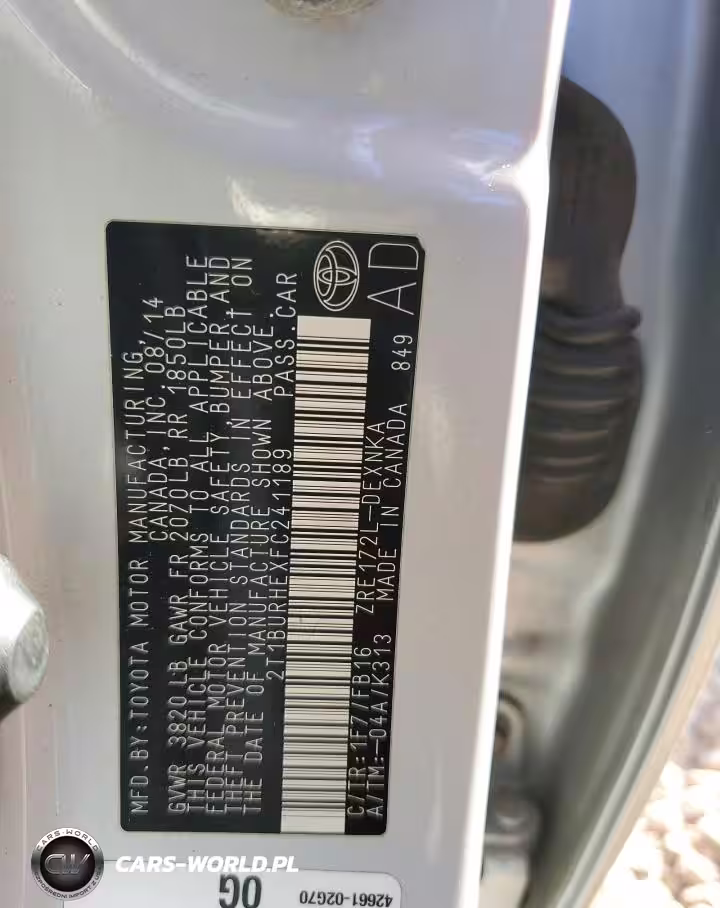 MFD.BY:TOYOTA MOTOR MANUFACTURING,
CANADA,INC.08/14
GVWR 3820LB GAWR FR 2070LB RR 1850LB
THIS VEHICLE CONFORMS TO ALL APPLICABLE
FEDERAL MOTOR VEHICLE SAFETY,BUMPER,AND
THEFT PREVENTION STANDARDS IN EFFECT ON
THE DATE OF MANUFACTURE SHOWN ABOVE.
2T1BURHEXFC241189 PASS.CAR
C/TR:1F7/FB16 ZRE172L-DEXNKA
A/TM:-04A/K313 MADE IN CANADA 849
AD
42661-02G70
0G
CARS-WORLD
CW
CARS-WORLD.PL